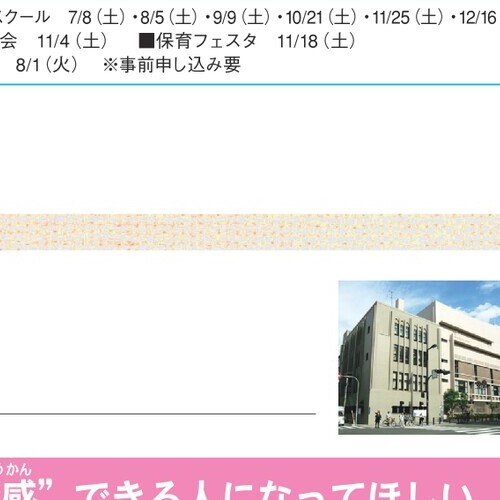 スクール 7/8(土)・8/5(土)・9/9(土)・10/21(土)・11/25(土)・12/16
会 11/4(土) ■保育フェスタ 11/18(土)
8/1(火) ※事前申し込み要
かん
感”できる人になってほしい